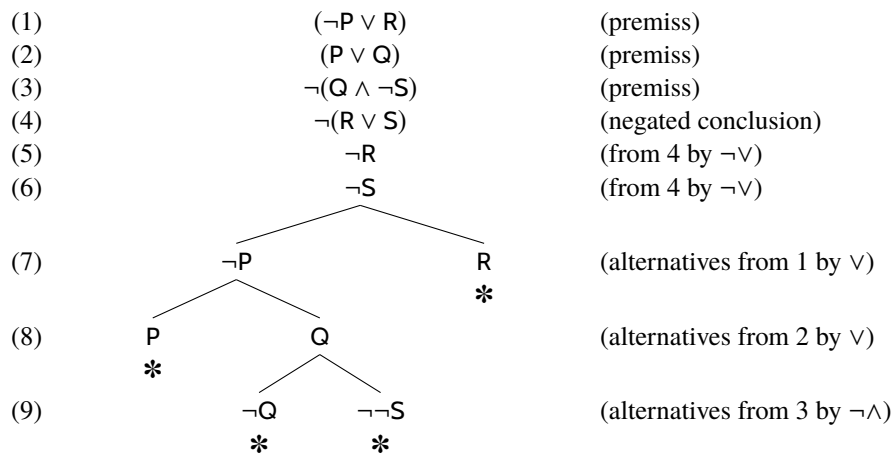 (1) (¬P ∨ R) (premiss)
(2) (P ∨ Q) (premiss)
(3) ¬(Q ∧ ¬S) (premiss)
(4) ¬(R ∨ S) (negated conclusion)
(5) ¬R (from 4 by ¬∨)
(6) ¬S (from 4 by ¬∨)
(7) ¬P R (alternatives from 1 by ∨)
✽
(8) P Q (alternatives from 2 by ∨)
✽
(9) ¬Q ¬¬S (alternatives from 3 by ¬∧)
✽ ✽